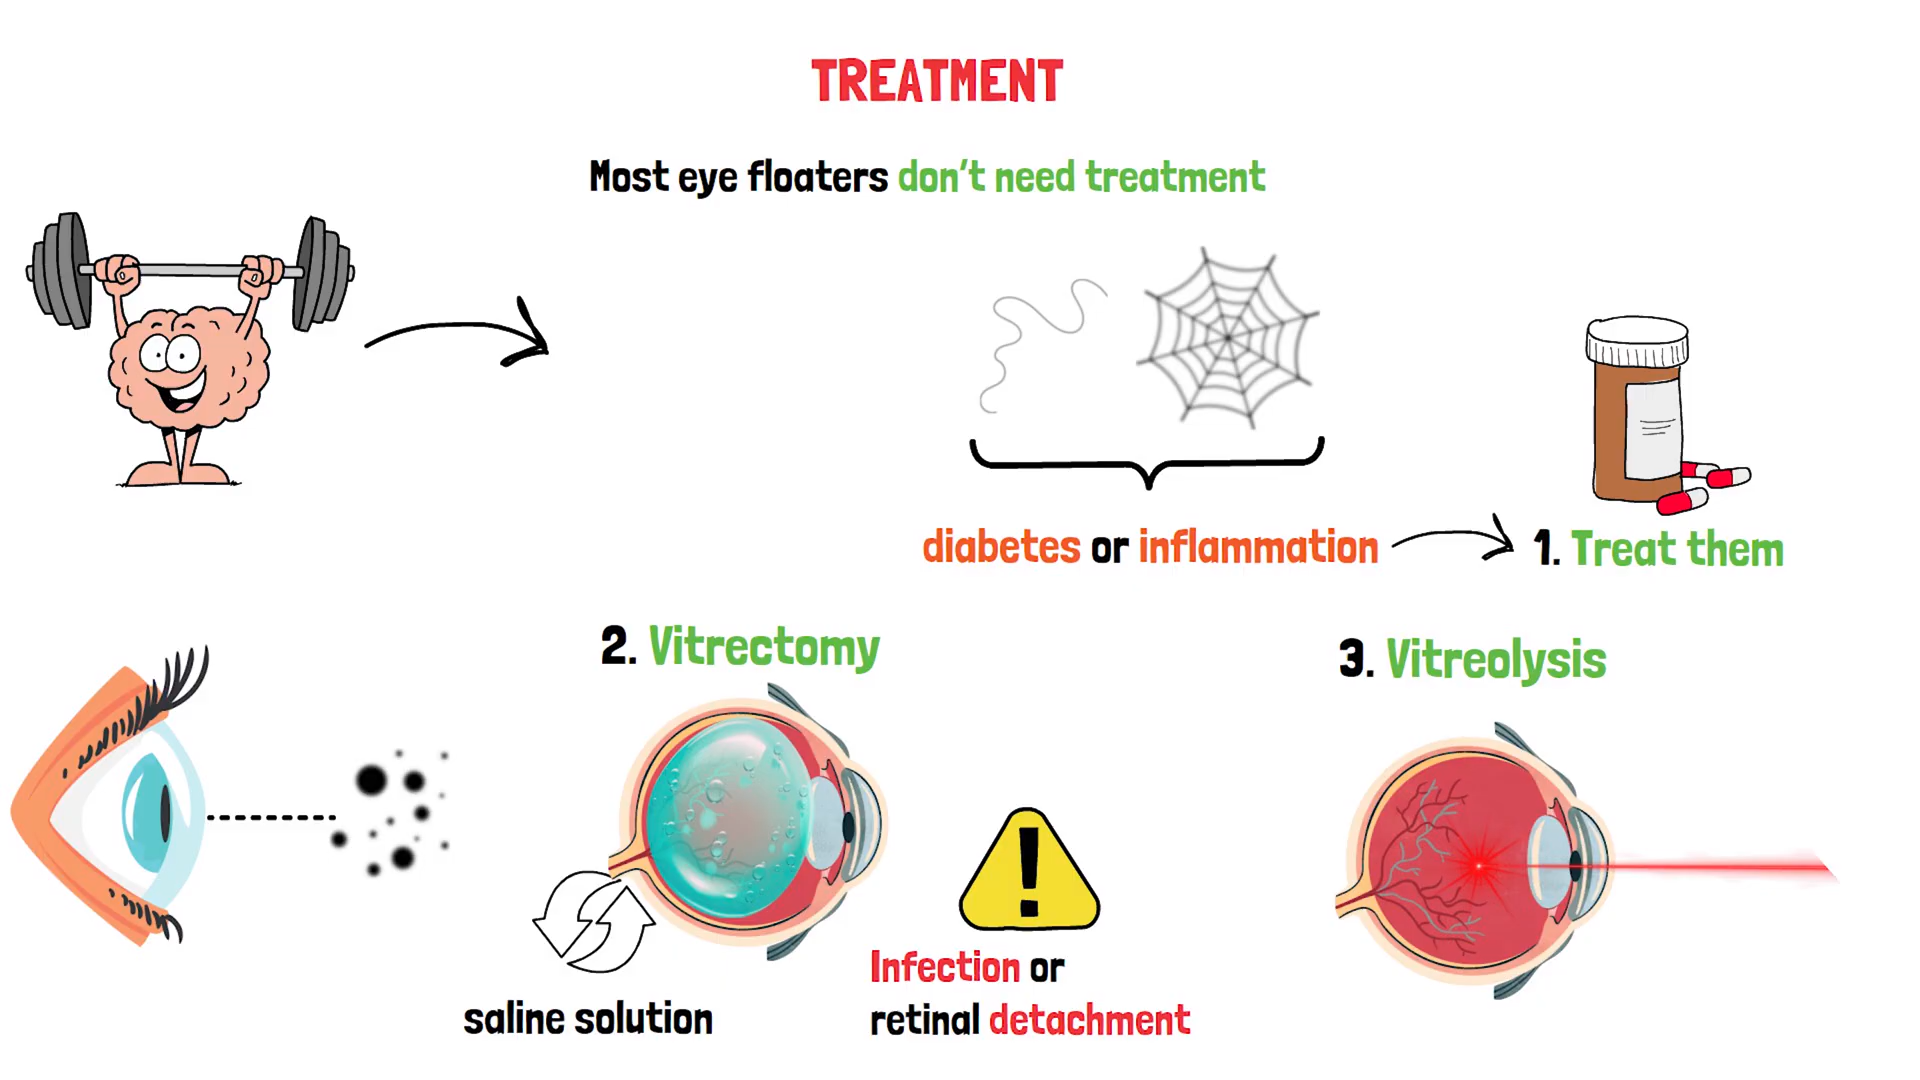 TREATMENT
Most eye floaters don't need treatment
diabetes or inflammation
1. Treat them
2. Vitrectomy
3. Vitreolysis
saline solution
Infection or
retinal detachment